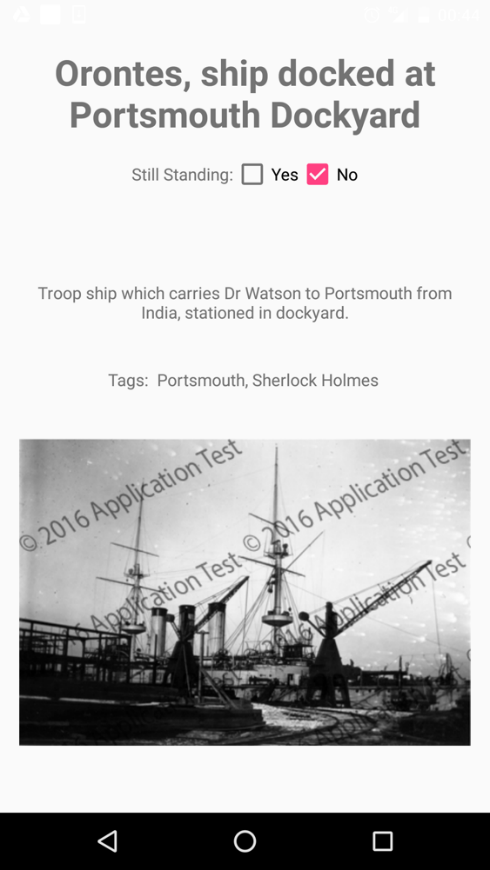 Orontes, ship docked at
Portsmouth Dockyard
Still Standing: Yes No
Troop ship which carries Dr Watson to Portsmouth from
India, stationed in dockyard.
Tags: Portsmouth, Sherlock Holmes
© 2016 Application Test
© 2016 Application Test
Application Test
© 2016 Application Test